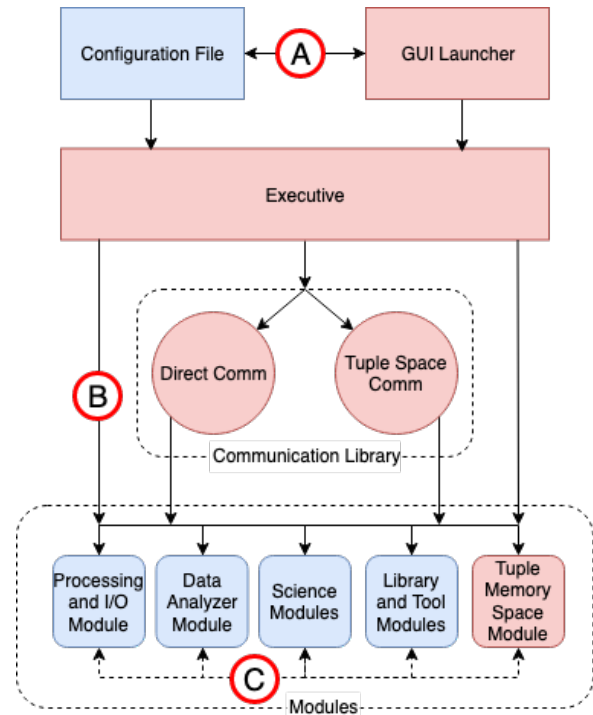 Configuration File
A
GUI Launcher
Executive
Direct Comm
Tuple Space
Comm
B
Communication Library
Processing
and I/O
Module
Data
Analyzer
Module
Science
Modules
Library
and Tool
Modules
Tuple
Memory
Space
Module
C
Modules